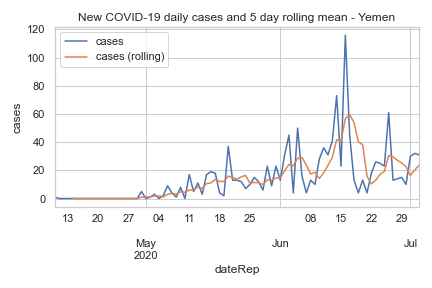 New COVID-19 daily cases and 5 day rolling mean - Yemen
120
100
80
60
40
20
0
cases
cases
cases (rolling)
13 20 27 04 11 18 25 08 15 22 29
May Jun Jul
2020
dateRep